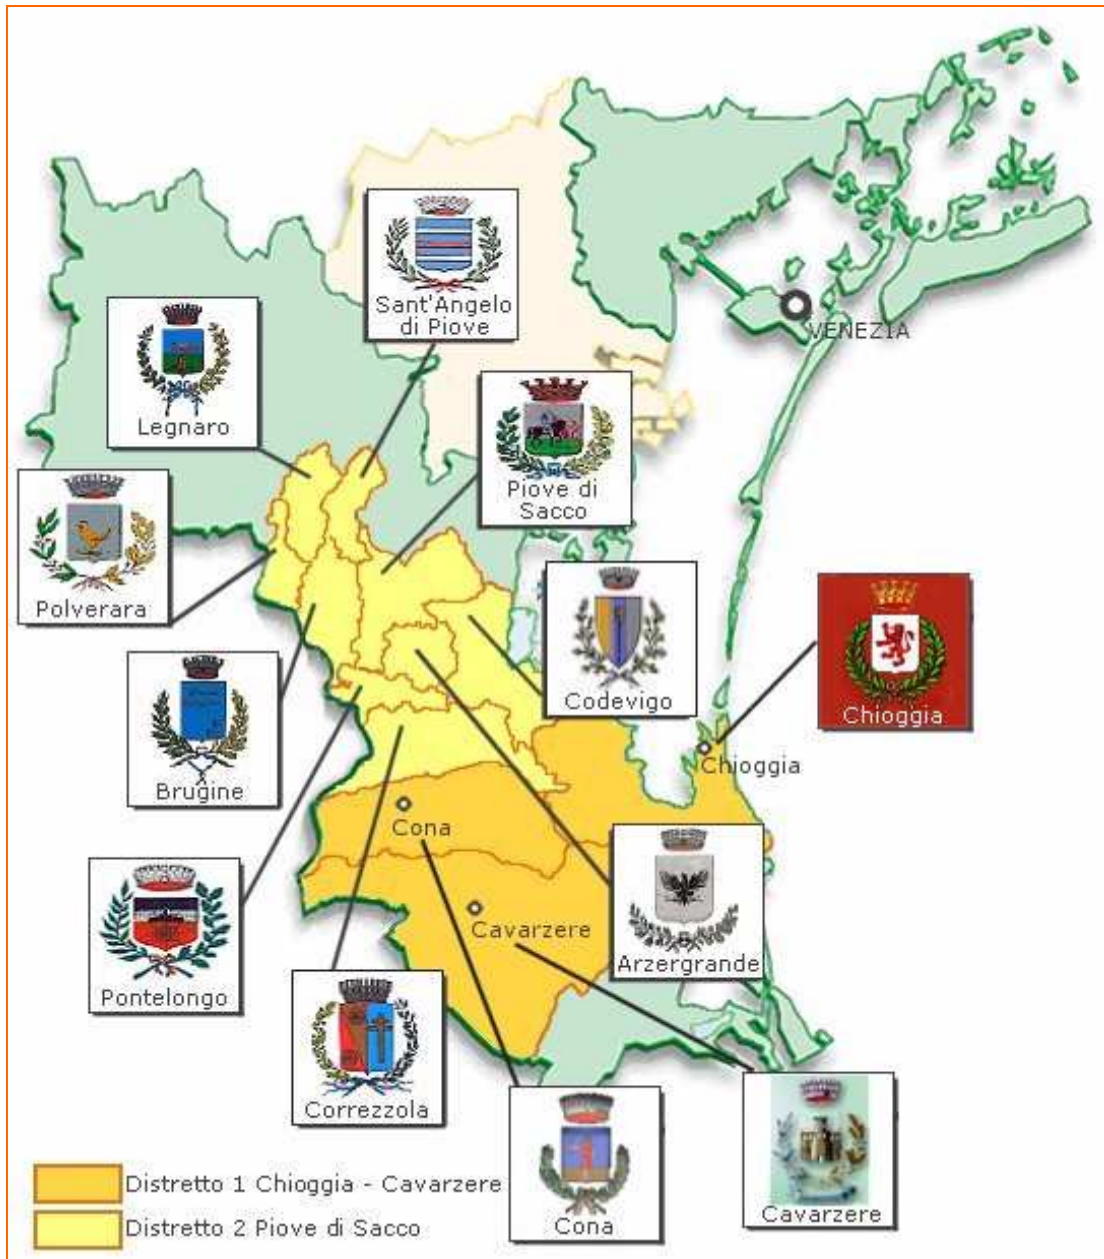 Sant'Angelo
di Piove
VENEZIA
Legnaro
Piove di
Sacco
Polverara
Codevigo
Chioggia
Chioggia
Brugine
Cona
Cavarzere
Arzergrande
Pontelongo
Correzzola
Cona
Cavarzere
Distretto 1 Chioggia - Cavarzere
Distretto 2 Piove di Sacco